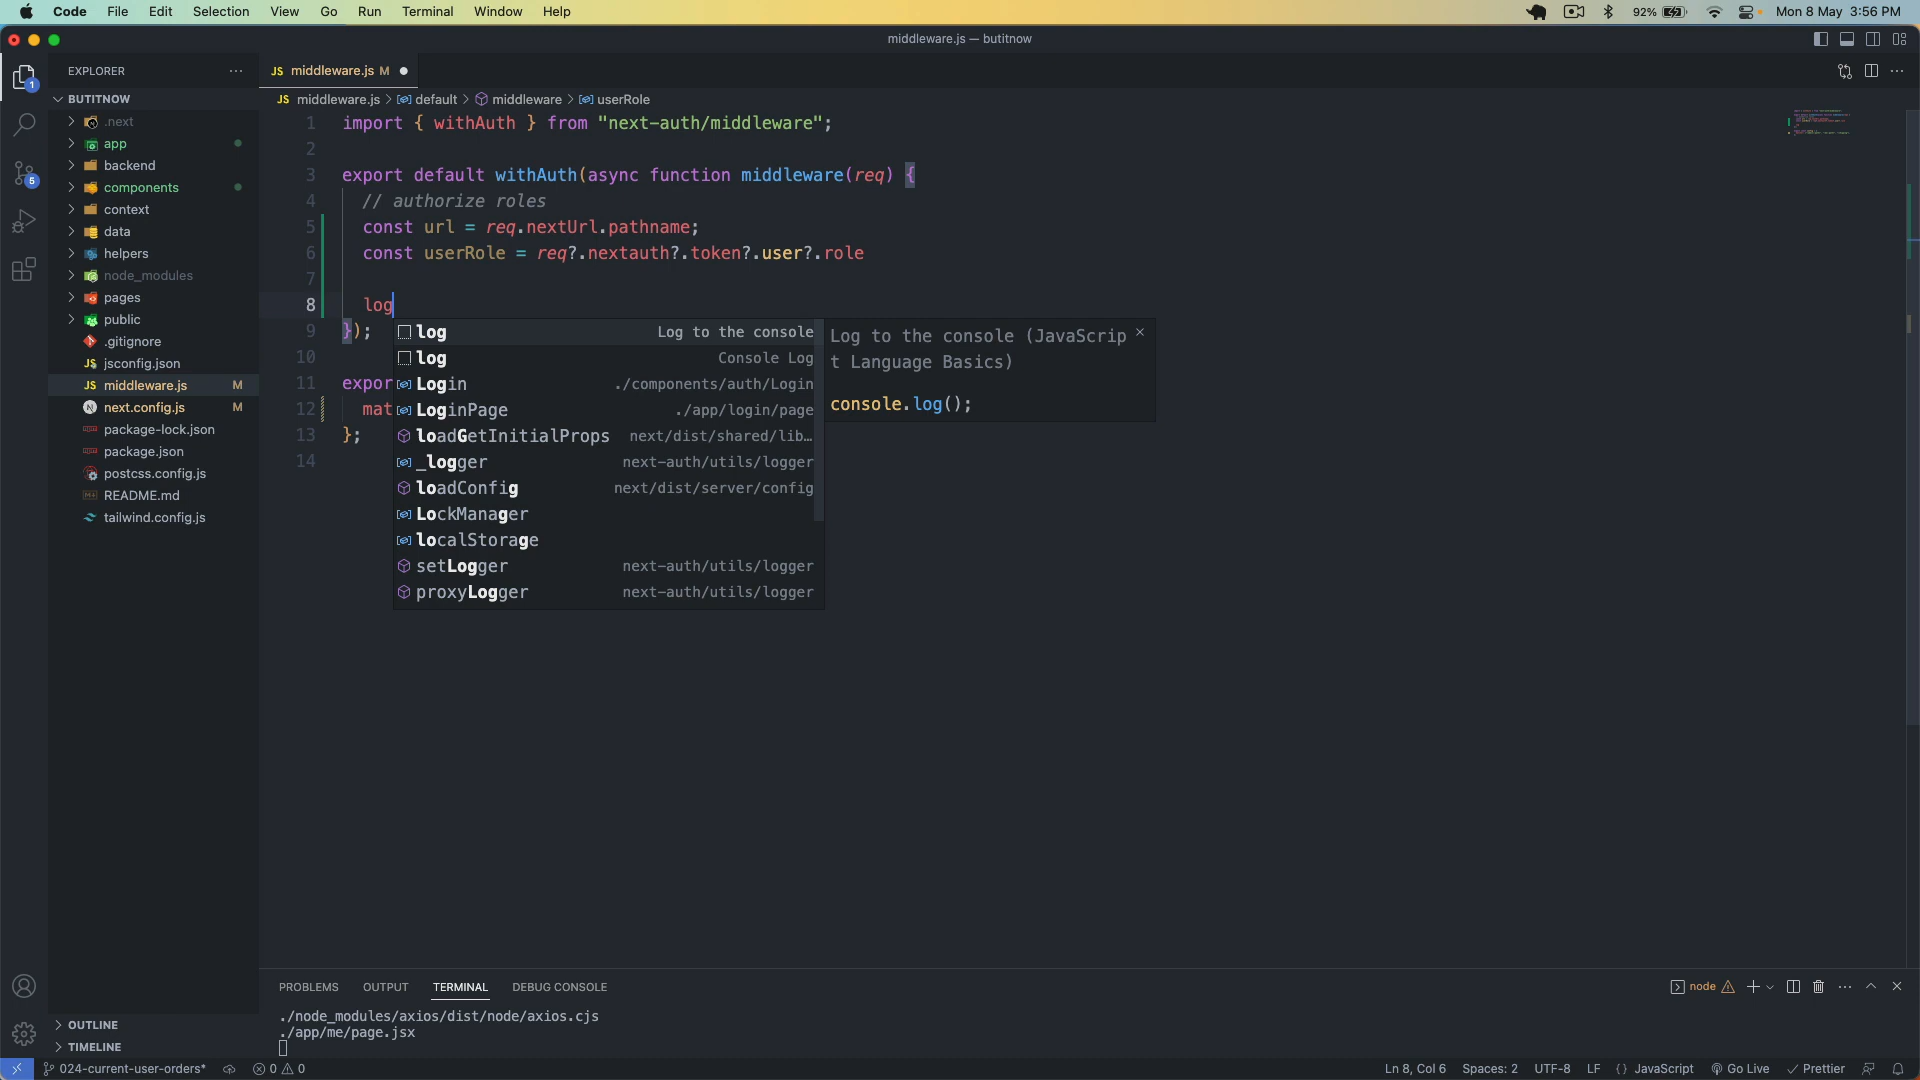 Code File Edit Selection View Go Run Terminal Window Help 92% Mon 8 May 3:56 PM
middleware.js — butitnow
EXPLORER
BUTITNOW
.next
app
backend
components
context
data
helpers
node_modules
pages
public
.gitignore
JS jsconfig.json
JS middleware.js M
N next.config.js M
package-lock.json
package.json
postcss.config.js
README.md
tailwind.config.js
OUTLINE
TIMELINE
1
5
JS middleware.js M
JS middleware.js > default > middleware > userRole
1 import { withAuth } from "next-auth/middleware";
2
3 export default withAuth(async function middleware(req) {
4 // authorize roles
5 const url = req.nextUrl.pathname;
6 const userRole = req?.nextauth?.token?.user?.role
7
8 log
9 });
10
11 expor
12 mat
13 };
14
log Log to the console
log Console Log
Login ./components/auth/Login
LoginPage ./app/login/page
loadGetInitialProps next/dist/shared/lib…
_logger next-auth/utils/logger
loadConfig next/dist/server/config
LockManager
localStorage
setLogger next-auth/utils/logger
proxyLogger next-auth/utils/logger
Log to the console (JavaScrip
t Language Basics)
console.log();
PROBLEMS OUTPUT TERMINAL DEBUG CONSOLE node
./node_modules/axios/dist/node/axios.cjs
./app/me/page.jsx
024-current-user-orders* 0 0 Ln 8, Col 6 Spaces: 2 UTF-8 LF {} JavaScript Go Live Prettier